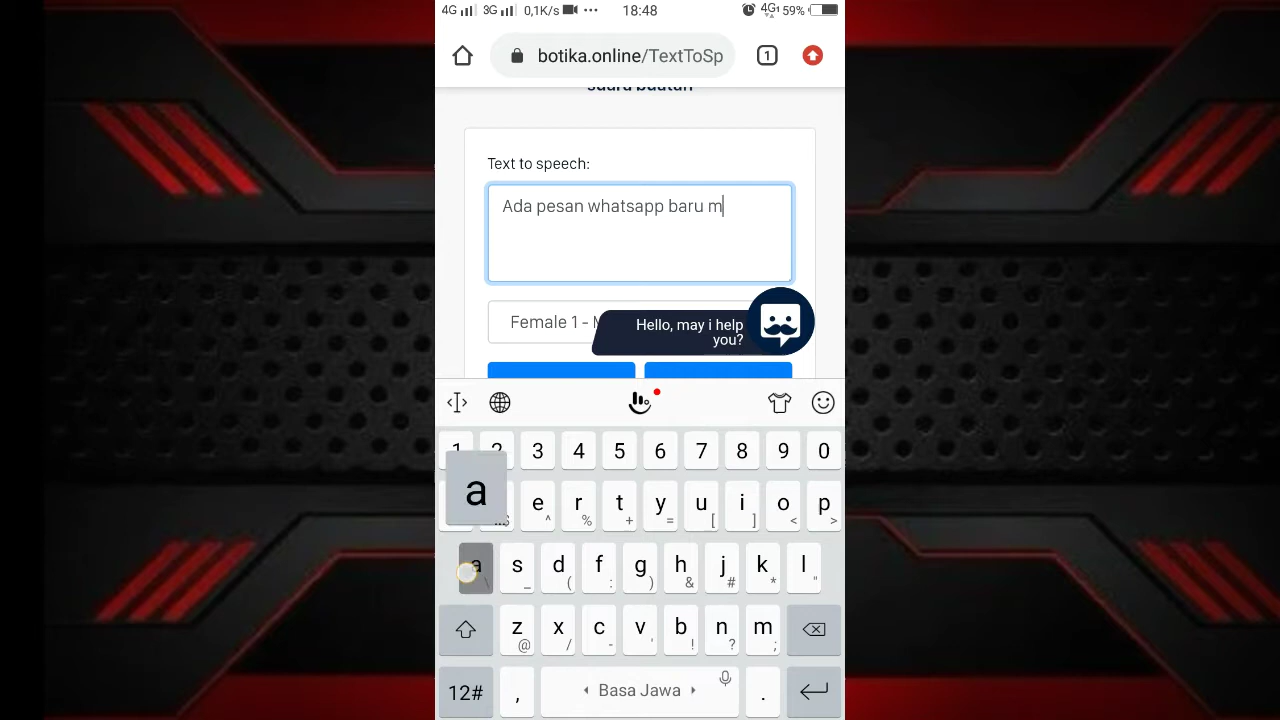 4G 3G 0,1K/s ··· 18:48 4G 59%
botika.online/TextToSp 1
suara buatan
Text to speech:
Ada pesan whatsapp baru m
Female 1 -
Hello, may i help
you?
1 2 3 4 5 6 7 8 9 0
a
e ^ r % t + y = u [ i ] o < p >
a \ s _ d ( f : g ) h & j # k * l "
z @ x / c - v ' b ! n ? m ;
12# , Basa Jawa .